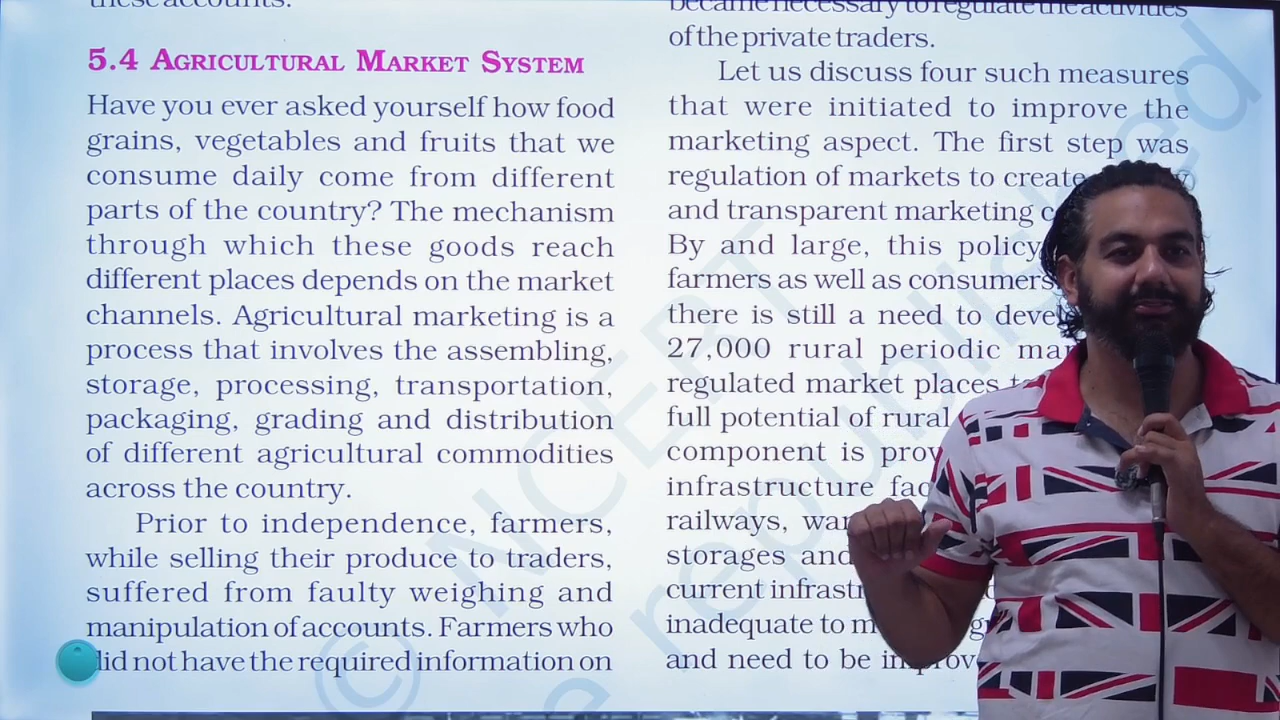 these accounts.
5.4 AGRICULTURAL MARKET SYSTEM
Have you ever asked yourself how food
grains, vegetables and fruits that we
consume daily come from different
parts of the country? The mechanism
through which these goods reach
different places depends on the market
channels. Agricultural marketing is a
process that involves the assembling,
storage, processing, transportation,
packaging, grading and distribution
of different agricultural commodities
across the country.
Prior to independence, farmers,
while selling their produce to traders,
suffered from faulty weighing and
manipulation of accounts. Farmers who
did not have the required information on
became necessary to regulate the activities
of the private traders.
Let us discuss four such measures
that were initiated to improve the
marketing aspect. The first step was
regulation of markets to create
and transparent marketing
By and large, this policy
farmers as well as consumers
there is still a need to
27,000 rural periodic
regulated market places
full potential of rural
component is
infrastructure
railways,
storages and
current
inadequate to
and need to be
© NCERT
republished